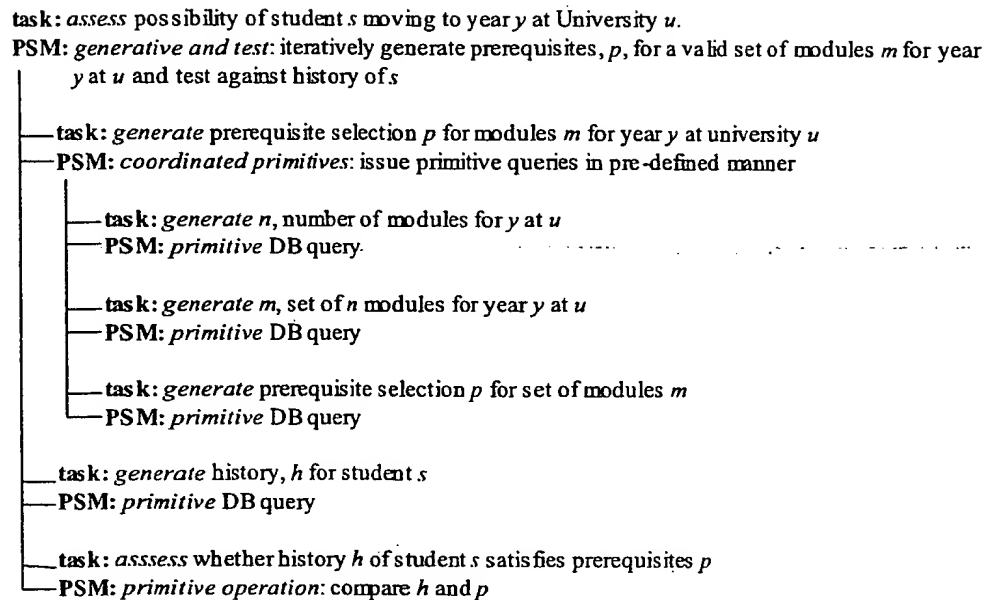 task: assess possibility of student s moving to year y at University u.
PSM: generative and test: iteratively generate prerequisites, p, for a valid set of modules m for year
y at u and test against history of s
task: generate prerequisite selection p for modules m for year y at university u
PSM: coordinated primitives: issue primitive queries in pre-defined manner
task: generate n, number of modules for y at u
PSM: primitive DB query.
task: generate m, set of n modules for year y at u
PSM: primitive DB query
task: generate prerequisite selection p for set of modules m
PSM: primitive DB query
task: generate history, h for student s
PSM: primitive DB query
task: asssess whether history h of student s satisfies prerequisites p
PSM: primitive operation: compare h and p